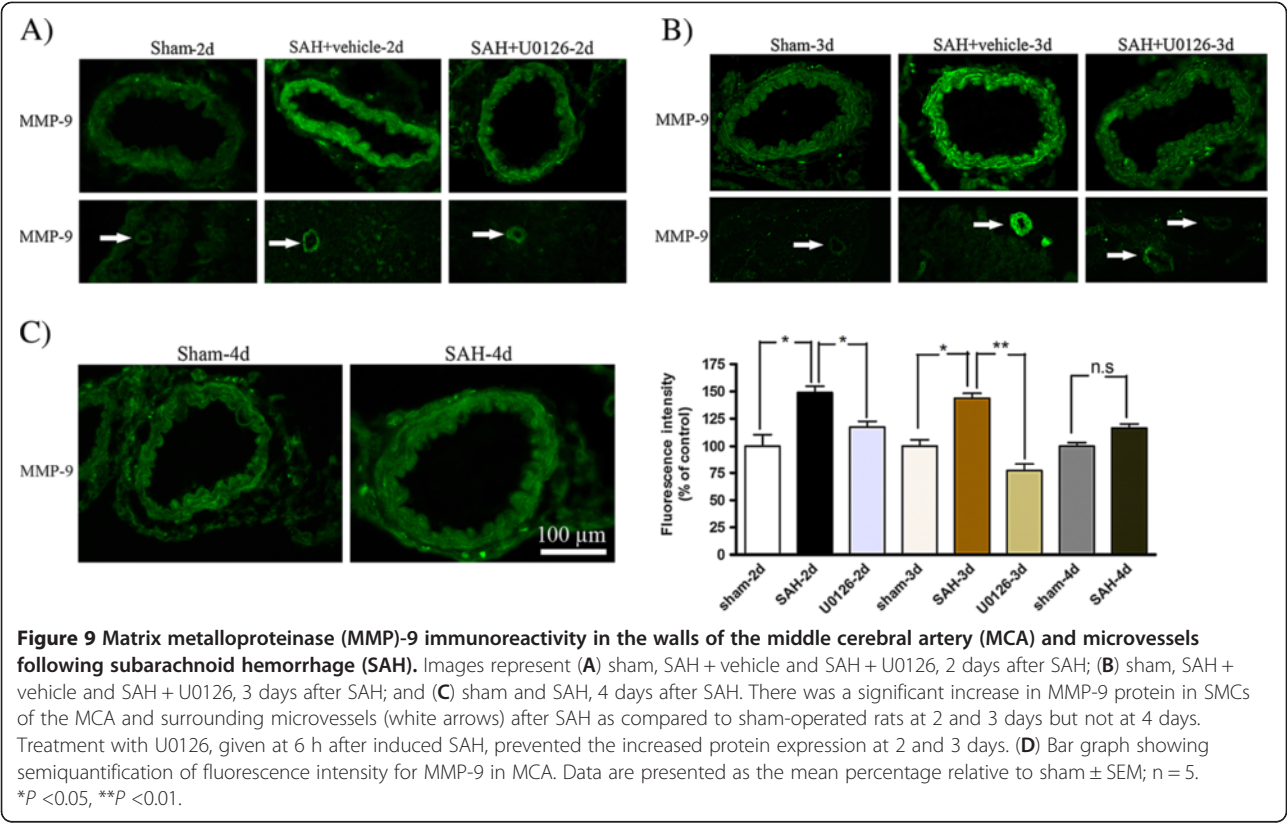 A)
Sham-2d SAH+vehicle-2d SAH+U0126-2d
MMP-9
MMP-9
B)
Sham-3d SAH+vehicle-3d SAH+U0126-3d
MMP-9
MMP-9
C)
Sham-4d SAH-4d
MMP-9
100 µm
Fluorescence intensity
(% of control)
175
150
125
100
75
50
25
0
* * * ** n.s
sham-2d SAH-2d U0126-2d sham-3d SAH-3d U0126-3d sham-4d SAH-4d
Figure 9 Matrix metalloproteinase (MMP)-9 immunoreactivity in the walls of the middle cerebral artery (MCA) and microvessels
following subarachnoid hemorrhage (SAH). Images represent (A) sham, SAH + vehicle and SAH + U0126, 2 days after SAH; (B) sham, SAH +
vehicle and SAH + U0126, 3 days after SAH; and (C) sham and SAH, 4 days after SAH. There was a significant increase in MMP-9 protein in SMCs
of the MCA and surrounding microvessels (white arrows) after SAH as compared to sham-operated rats at 2 and 3 days but not at 4 days.
Treatment with U0126, given at 6 h after induced SAH, prevented the increased protein expression at 2 and 3 days. (D) Bar graph showing
semiquantification of fluorescence intensity for MMP-9 in MCA. Data are presented as the mean percentage relative to sham ± SEM; n = 5.
*P <0.05, **P <0.01.